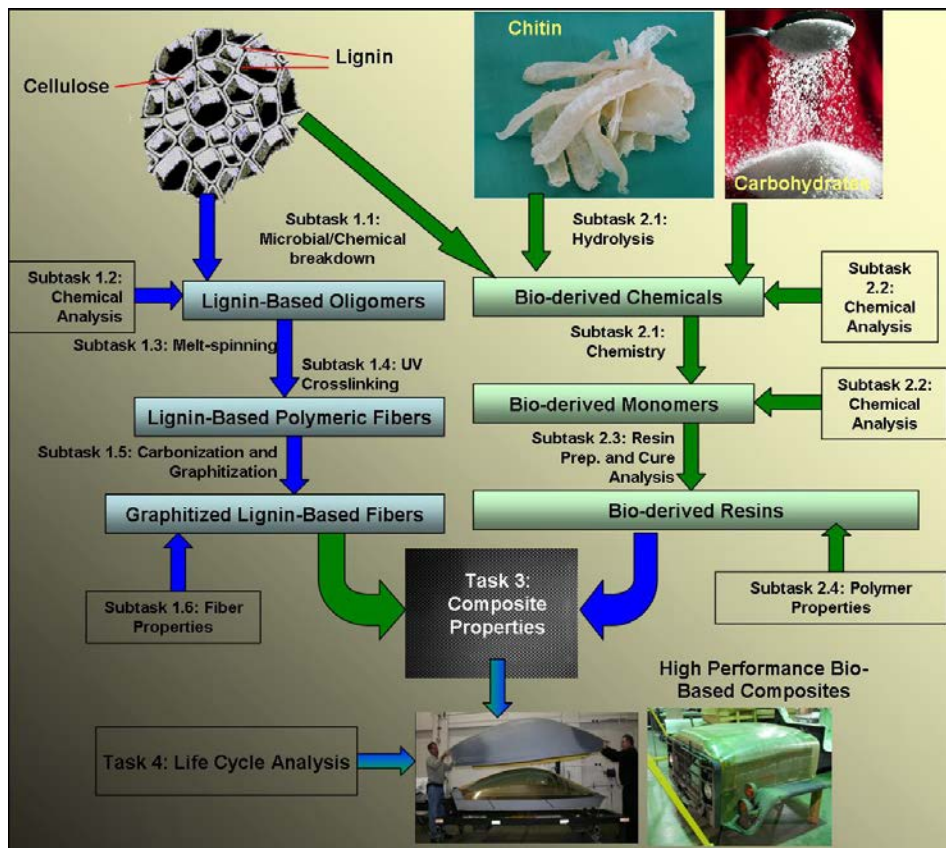 Lignin
Cellulose
Chitin
Carbohydrates
Subtask 1.1:
Microbial/Chemical
breakdown
Subtask 2.1:
Hydrolysis
Subtask 1.2:
Chemical
Analysis
Lignin-Based Oligomers
Bio-derived Chemicals
Subtask
2.2:
Chemical
Analysis
Subtask 1.3: Melt-spinning
Subtask 1.4: UV
Crosslinking
Subtask 2.1:
Chemistry
Lignin-Based Polymeric Fibers
Bio-derived Monomers
Subtask 2.2:
Chemical
Analysis
Subtask 1.5: Carbonization and
Graphitization
Subtask 2.3: Resin
Prep. and Cure
Analysis
Graphitized Lignin-Based Fibers
Bio-derived Resins
Subtask 1.6: Fiber
Properties
Task 3:
Composite
Properties
Subtask 2.4: Polymer
Properties
High Performance Bio-
Based Composites
Task 4: Life Cycle Analysis